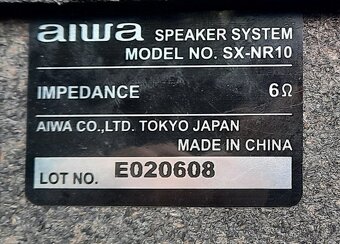 aiwa SPEAKER SYSTEM
MODEL NO. SX-NR10
IMPEDANCE 6Ω
AIWA CO.,LTD. TOKYO JAPAN
MADE IN CHINA
LOT NO. E020608